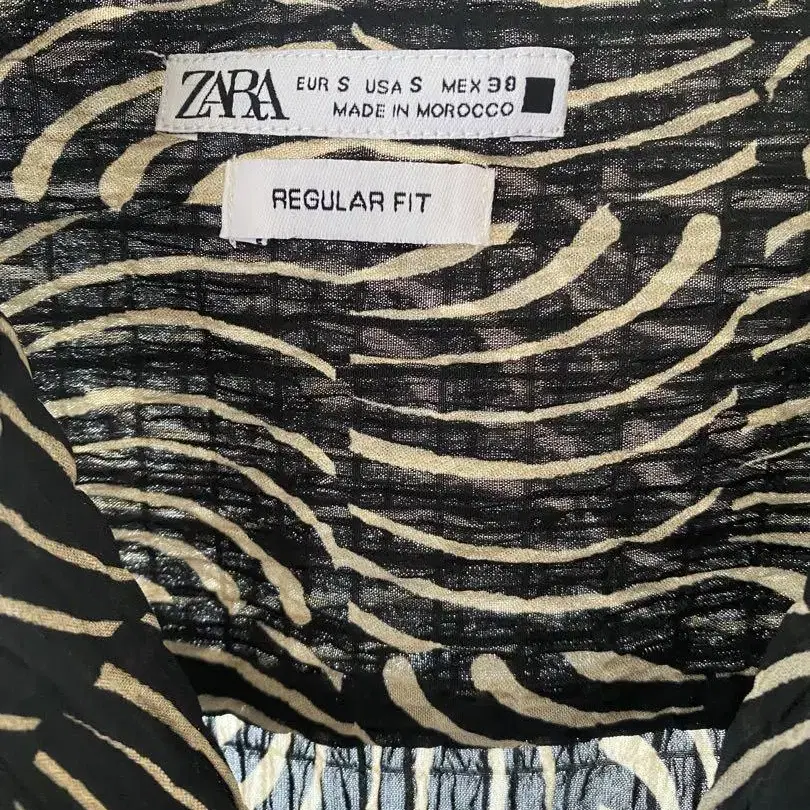 ZARA
EUR S USA S MEX 38
MADE IN MOROCCO
REGULAR FIT